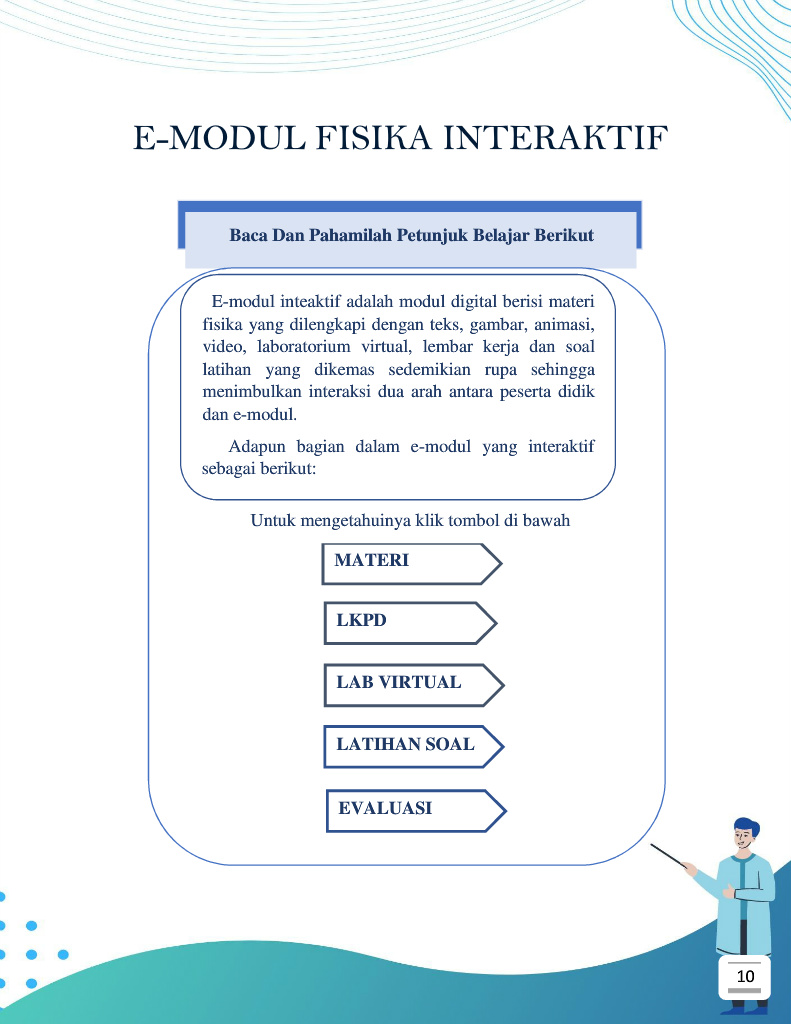 E-MODUL FISIKA INTERAKTIF
Baca Dan Pahamilah Petunjuk Belajar Berikut
E-modul inteaktif adalah modul digital berisi materi
fisika yang dilengkapi dengan teks, gambar, animasi,
video, laboratorium virtual, lembar kerja dan soal
latihan yang dikemas sedemikian rupa sehingga
menimbulkan interaksi dua arah antara peserta didik
dan e-modul.
Adapun bagian dalam e-modul yang interaktif
sebagai berikut:
Untuk mengetahuinya klik tombol di bawah
MATERI
LKPD
LAB VIRTUAL
LATIHAN SOAL
EVALUASI
10